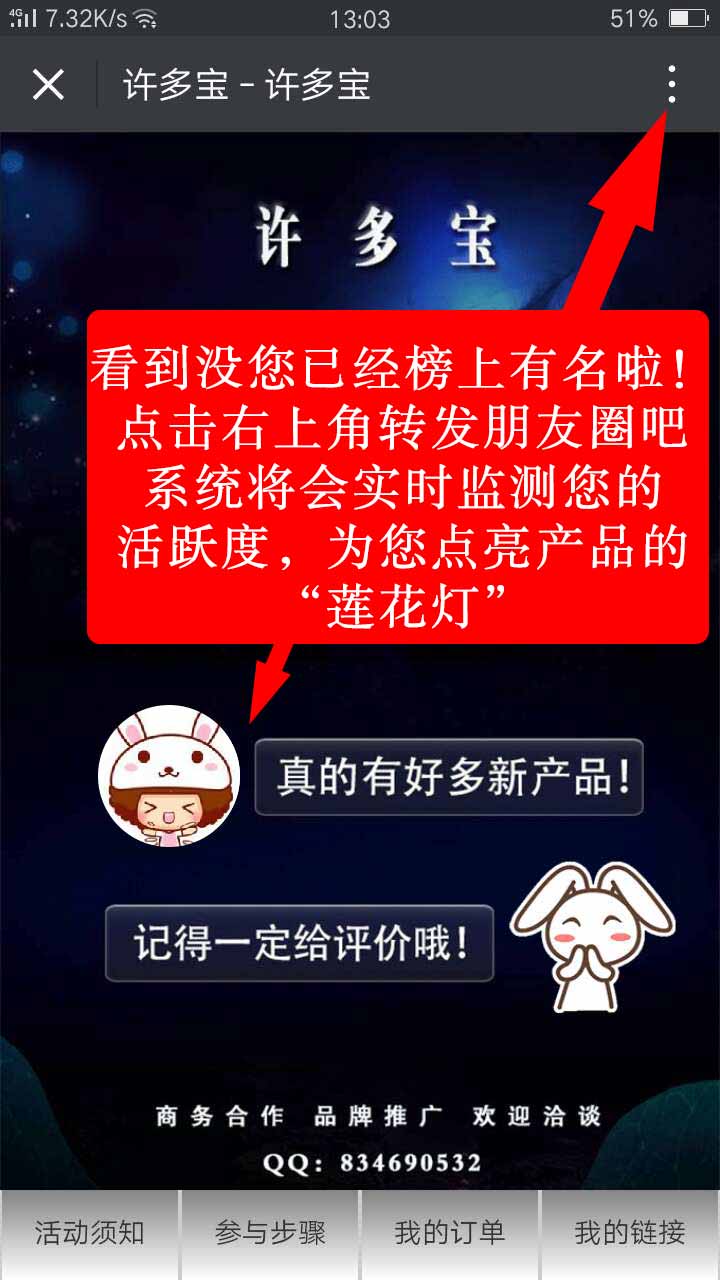 4G 7.32K/s 13:03 51%
许多宝 - 许多宝
许多宝
看到没您已经榜上有名啦！
点击右上角转发朋友圈吧
系统将会实时监测您的
活跃度，为您点亮产品的
“莲花灯”
真的有好多新产品！
记得一定给评价哦！
商务合作 品牌推广 欢迎洽谈
QQ：834690532
活动须知 参与步骤 我的订单 我的链接